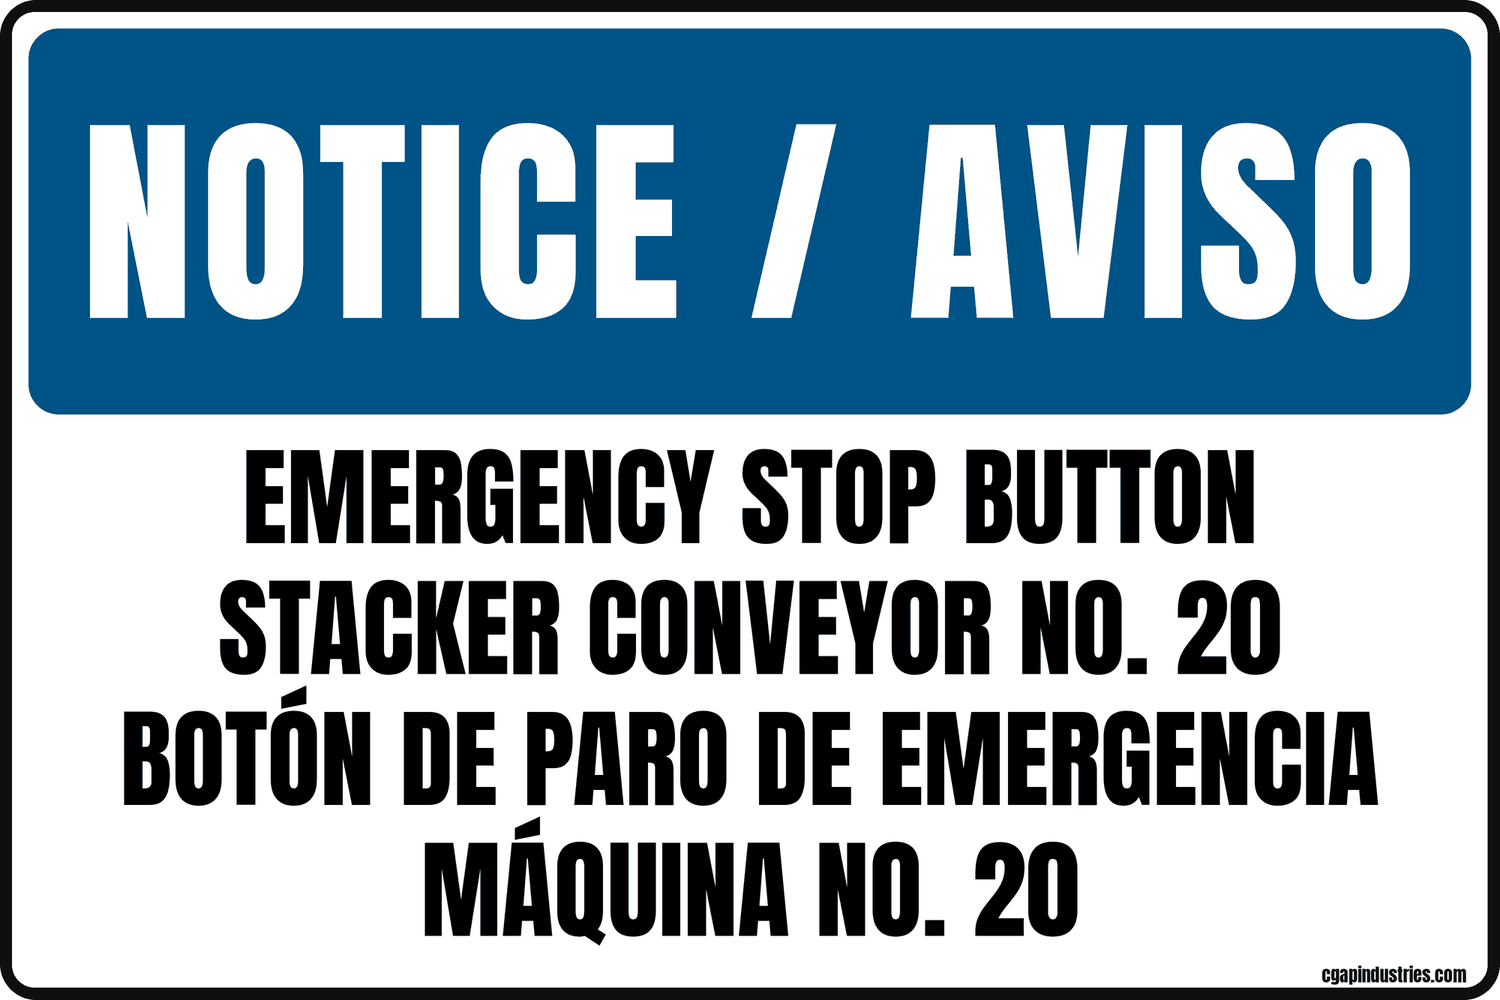 NOTICE / AVISO
EMERGENCY STOP BUTTON
STACKER CONVEYOR NO. 20
BOTÓN DE PARO DE EMERGENCIA
MÁQUINA NO. 20
cgapindustries.com